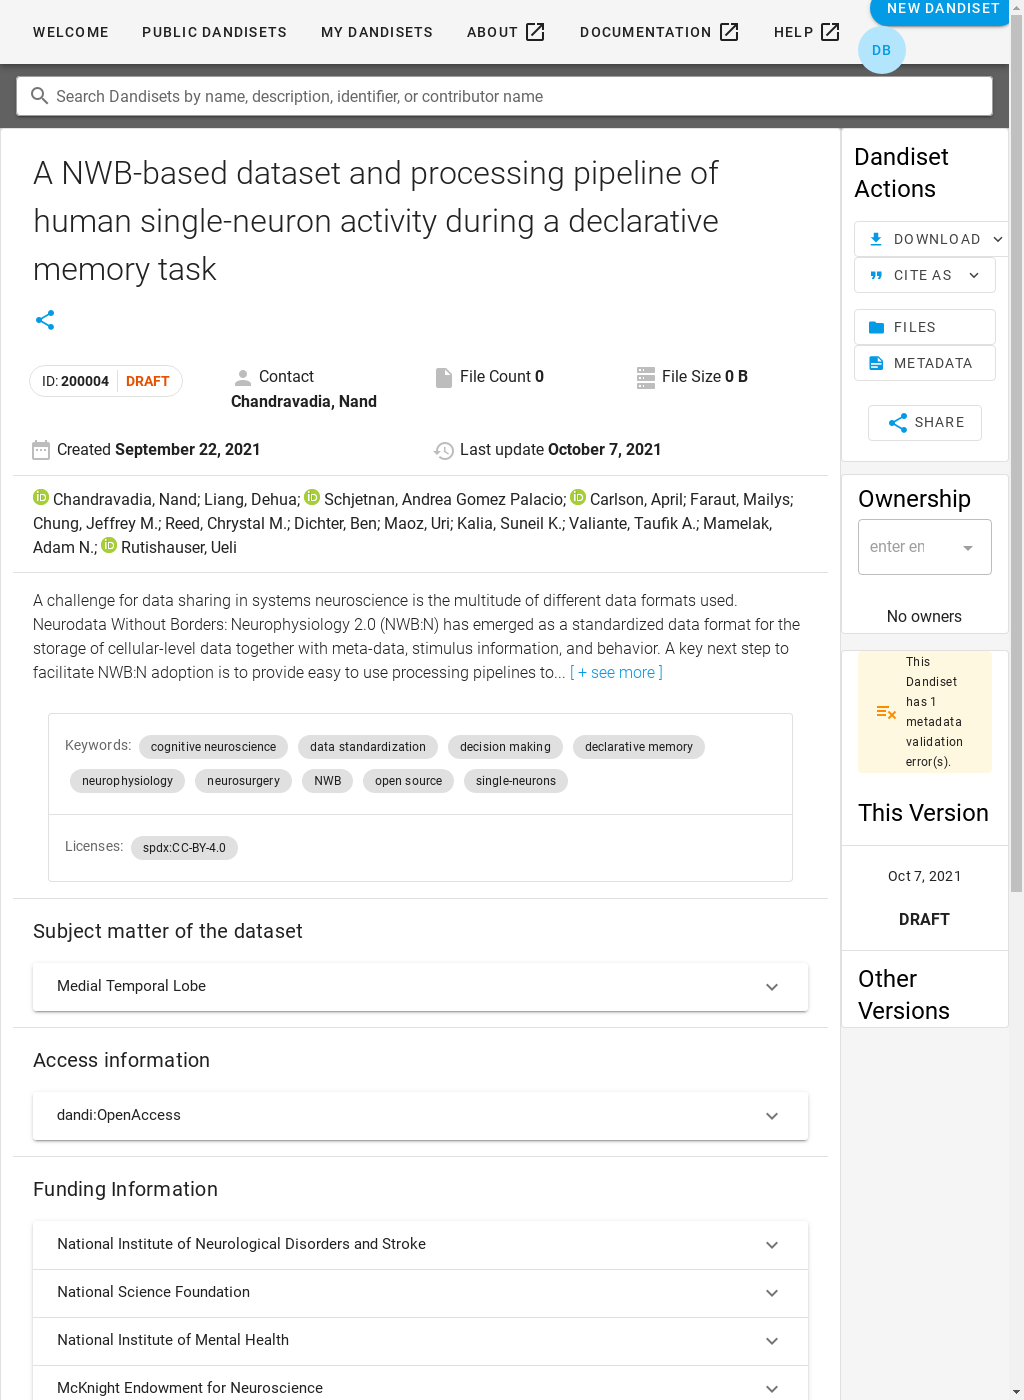 WELCOME PUBLIC DANDISETS MY DANDISETS ABOUT DOCUMENTATION HELP NEW DANDISET
DB
Search Dandisets by name, description, identifier, or contributor name
A NWB-based dataset and processing pipeline of
human single-neuron activity during a declarative
memory task
ID: 200004 DRAFT
Contact
Chandravadia, Nand
File Count 0
File Size 0 B
Created September 22, 2021
Last update October 7, 2021
Chandravadia, Nand; Liang, Dehua; Schjetnan, Andrea Gomez Palacio; Carlson, April; Faraut, Mailys;
Chung, Jeffrey M.; Reed, Chrystal M.; Dichter, Ben; Maoz, Uri; Kalia, Suneil K.; Valiante, Taufik A.; Mamelak,
Adam N.; Rutishauser, Ueli
A challenge for data sharing in systems neuroscience is the multitude of different data formats used.
Neurodata Without Borders: Neurophysiology 2.0 (NWB:N) has emerged as a standardized data format for the
storage of cellular-level data together with meta-data, stimulus information, and behavior. A key next step to
facilitate NWB:N adoption is to provide easy to use processing pipelines to... [ + see more ]
Keywords: cognitive neuroscience data standardization decision making declarative memory
neurophysiology neurosurgery NWB open source single-neurons
Licenses: spdx:CC-BY-4.0
Subject matter of the dataset
Medial Temporal Lobe
Access information
dandi:OpenAccess
Funding Information
National Institute of Neurological Disorders and Stroke
National Science Foundation
National Institute of Mental Health
McKnight Endowment for Neuroscience
Dandiset
Actions
DOWNLOAD
CITE AS
FILES
METADATA
SHARE
Ownership
enter en
No owners
This
Dandiset
has 1
metadata
validation
error(s).
This Version
Oct 7, 2021
DRAFT
Other
Versions